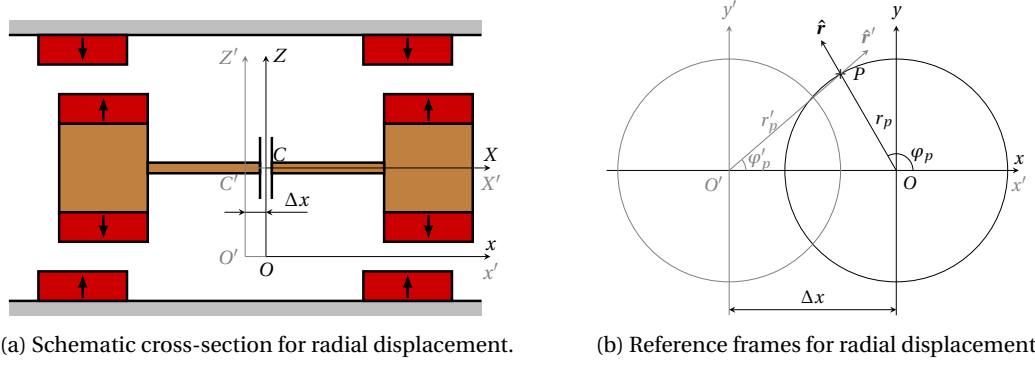 Z′ Z
C X
C′ X′
Δx
x
O′ O x′
(a) Schematic cross-section for radial displacement.
y′ y
r̂ r̂′
P
r′p rp
φ′p φp
x
O′ O x′
Δx
(b) Reference frames for radial displacement